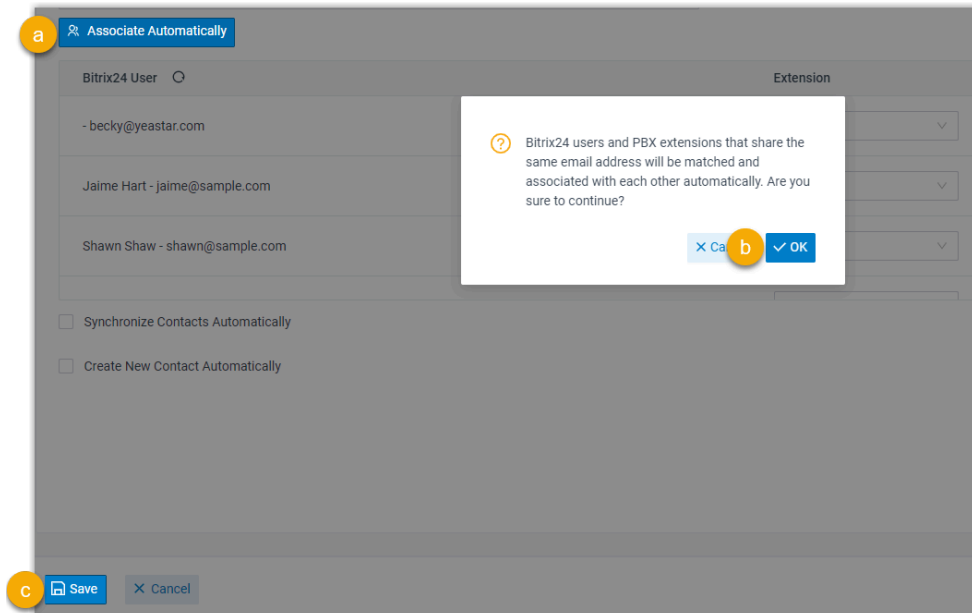 a
Associate Automatically
Bitrix24 User
Extension
- becky@yeastar.com
Jaime Hart - jaime@sample.com
Shawn Shaw - shawn@sample.com
Bitrix24 users and PBX extensions that share the
same email address will be matched and
associated with each other automatically. Are you
sure to continue?
Ca
b
OK
Synchronize Contacts Automatically
Create New Contact Automatically
c
Save
Cancel